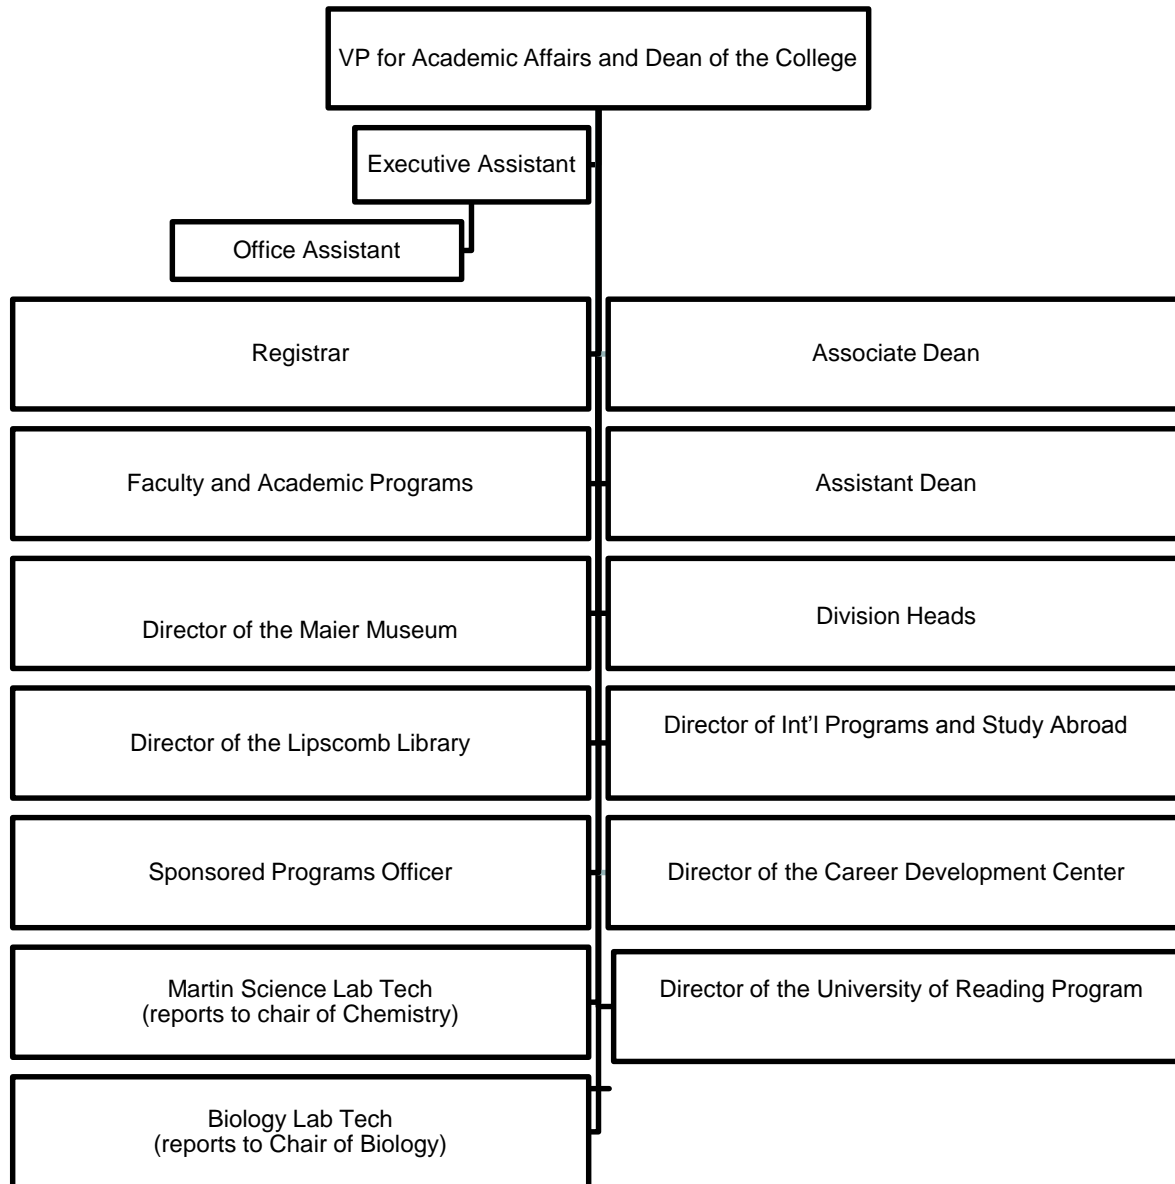 VP for Academic Affairs and Dean of the College
Executive Assistant
Office Assistant
Registrar
Associate Dean
Faculty and Academic Programs
Assistant Dean
Director of the Maier Museum
Division Heads
Director of the Lipscomb Library
Director of Int’l Programs and Study Abroad
Sponsored Programs Officer
Director of the Career Development Center
Martin Science Lab Tech
(reports to chair of Chemistry)
Director of the University of Reading Program
Biology Lab Tech
(reports to Chair of Biology)